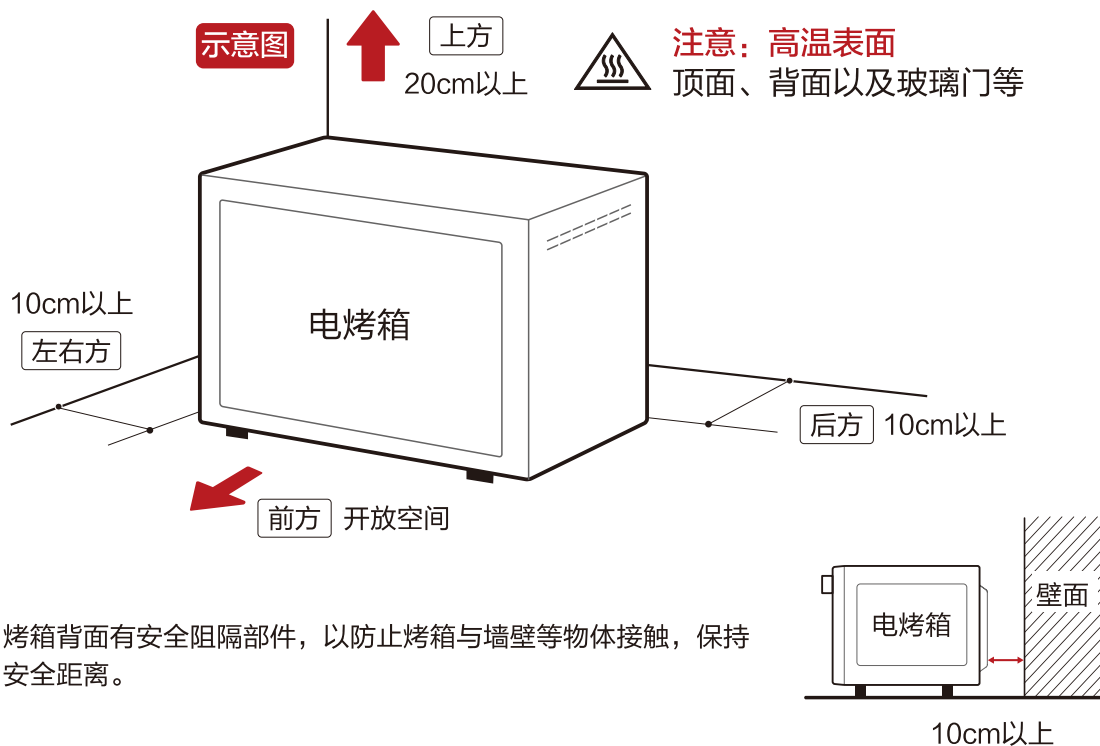 示意图
上方
20cm以上
注意：高温表面
顶面、背面以及玻璃门等
10cm以上
左右方
电烤箱
后方 10cm以上
前方 开放空间
烤箱背面有安全阻隔部件，以防止烤箱与墙壁等物体接触，保持
安全距离。
电烤箱
壁面
10cm以上